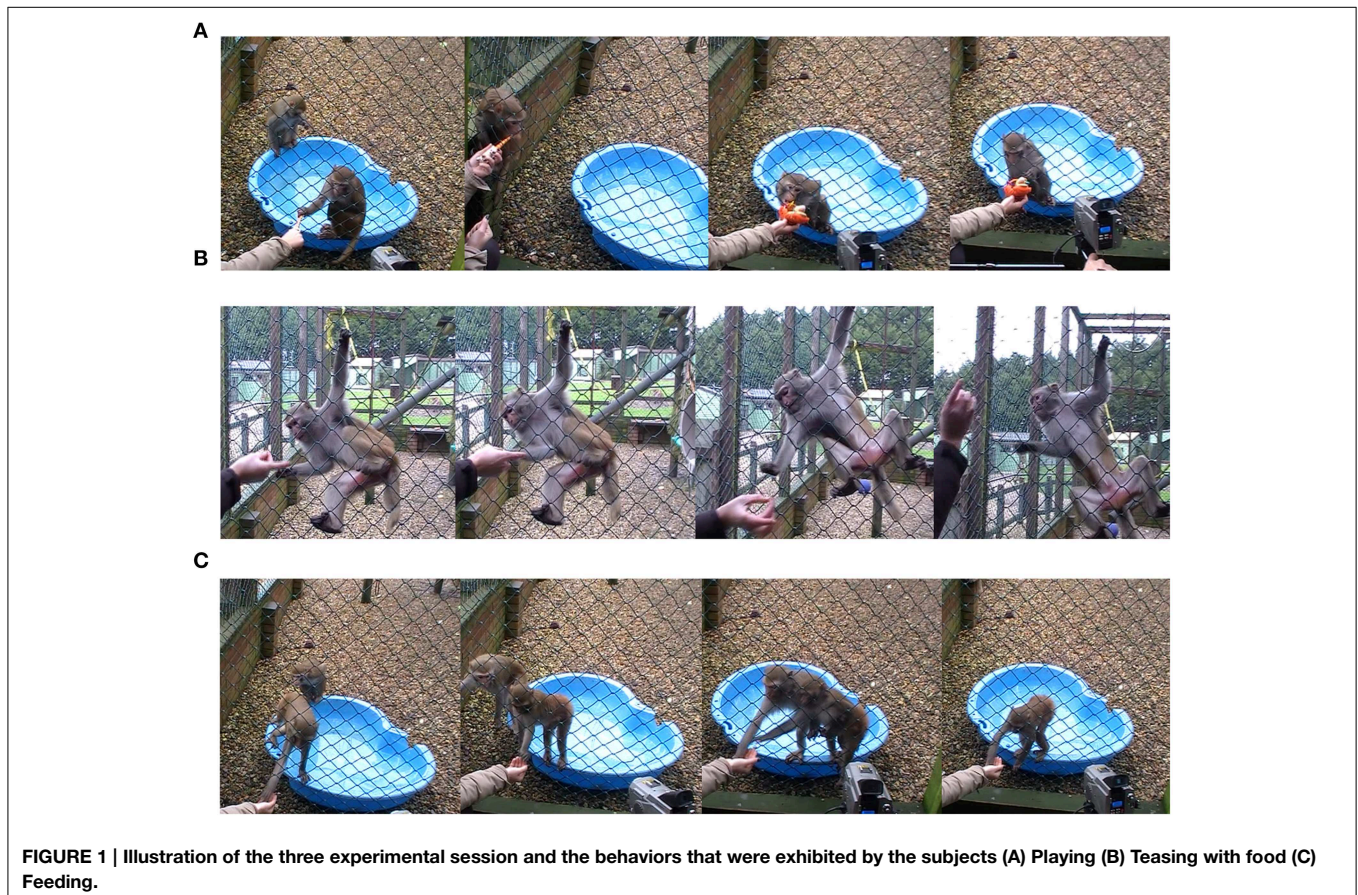 A
B
C
FIGURE 1 | Illustration of the three experimental session and the behaviors that were exhibited by the subjects (A) Playing (B) Teasing with food (C)
Feeding.